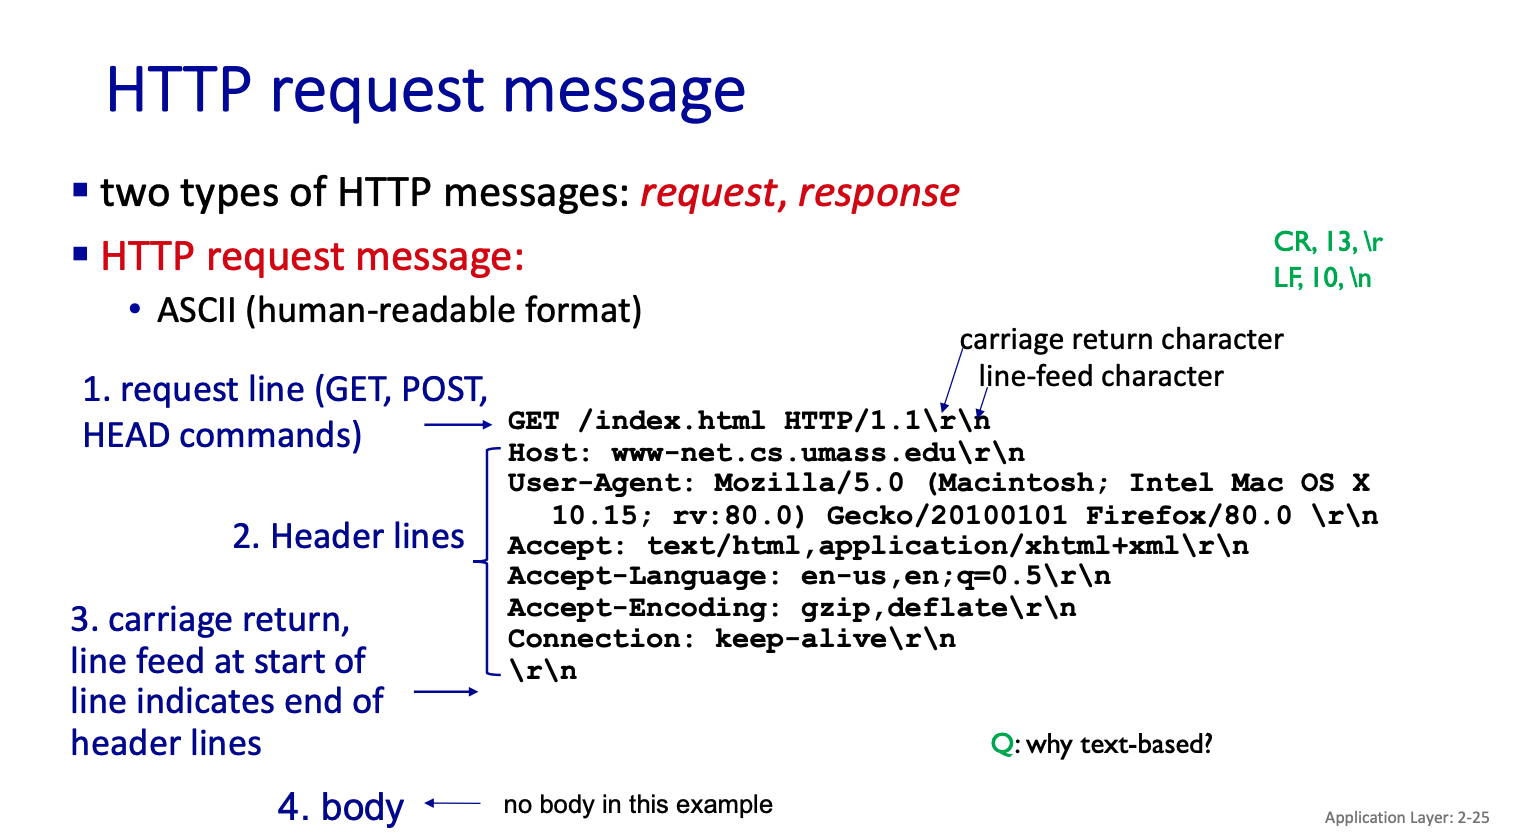 HTTP request message
▪ two types of HTTP messages: request, response
▪ HTTP request message:
• ASCII (human-readable format)
CR, 13, \r
LF, 10, \n
carriage return character
line-feed character
1. request line (GET, POST,
HEAD commands)
GET /index.html HTTP/1.1\r\n
Host: www-net.cs.umass.edu\r\n
User-Agent: Mozilla/5.0 (Macintosh; Intel Mac OS X
10.15; rv:80.0) Gecko/20100101 Firefox/80.0 \r\n
Accept: text/html,application/xhtml+xml\r\n
Accept-Language: en-us,en;q=0.5\r\n
Accept-Encoding: gzip,deflate\r\n
Connection: keep-alive\r\n
\r\n
2. Header lines
3. carriage return,
line feed at start of
line indicates end of
header lines
Q: why text-based?
4. body
no body in this example
Application Layer: 2-25